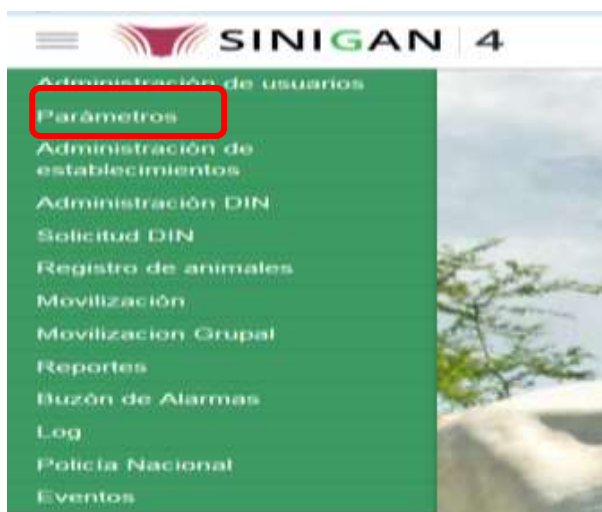 SINIGAN 4
Administración de usuarios
Parámetros
Administración de
establecimientos
Administración DIN
Solicitud DIN
Registro de animales
Movilización
Movilizacion Grupal
Reportes
Buzón de Alarmas
Log
Policía Nacional
Eventos